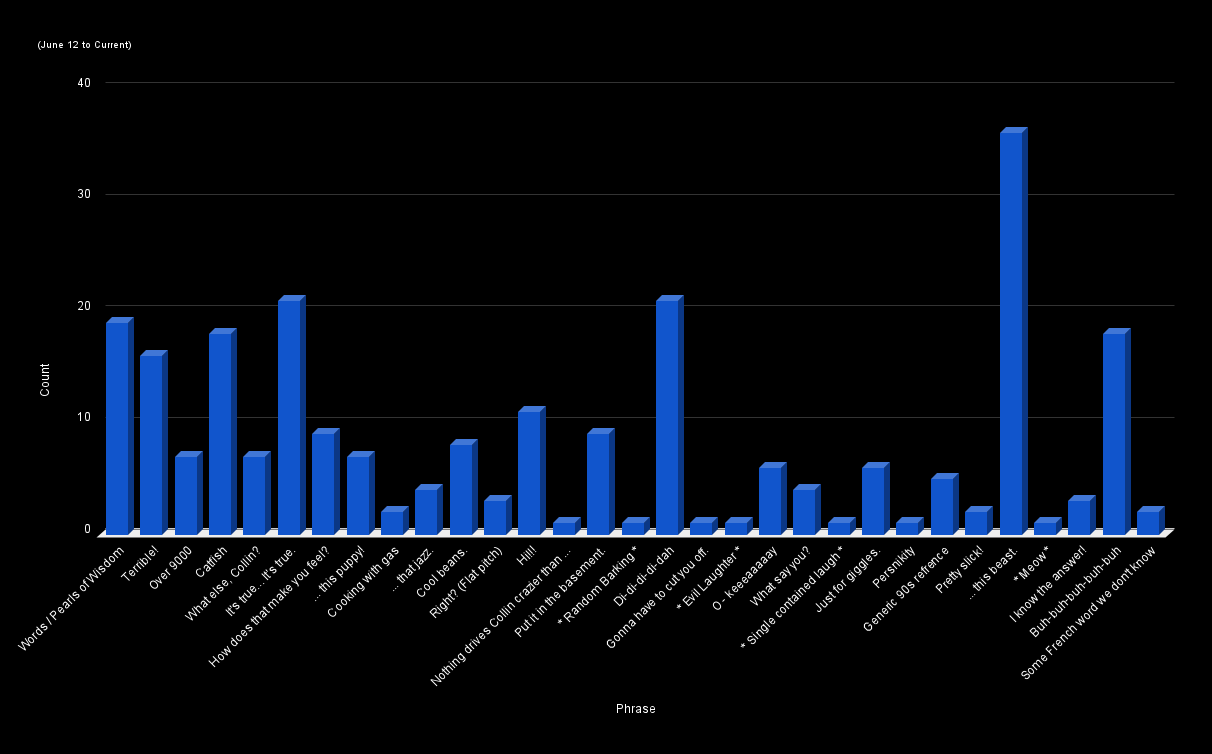 (June 12 to Current)
40
30
20
10
0
Count
Words / Pearls of Wisdom
Terrible!
Over 9000
Catfish
What else, Collin?
It's true... It's true.
How does that make you feel?
... this puppy!
Cooking with gas
... that jazz.
Cool beans.
Right? (Flat pitch)
HIll!
Nothing drives Collin crazier than ...
Put it in the basement.
* Random Barking *
Di-di-di-di-dah
Gonna have to cut you off.
* Evil Laughter *
O - keeeaaaaay
What say you?
* Single contained laugh *
Just for giggles.
Persnikity
Generic 90s refrence
Pretty slick!
... this beast.
* Meow *
I know the answer!
Buh-buh-buh-buh-buh
Some French word we don't know
Phrase